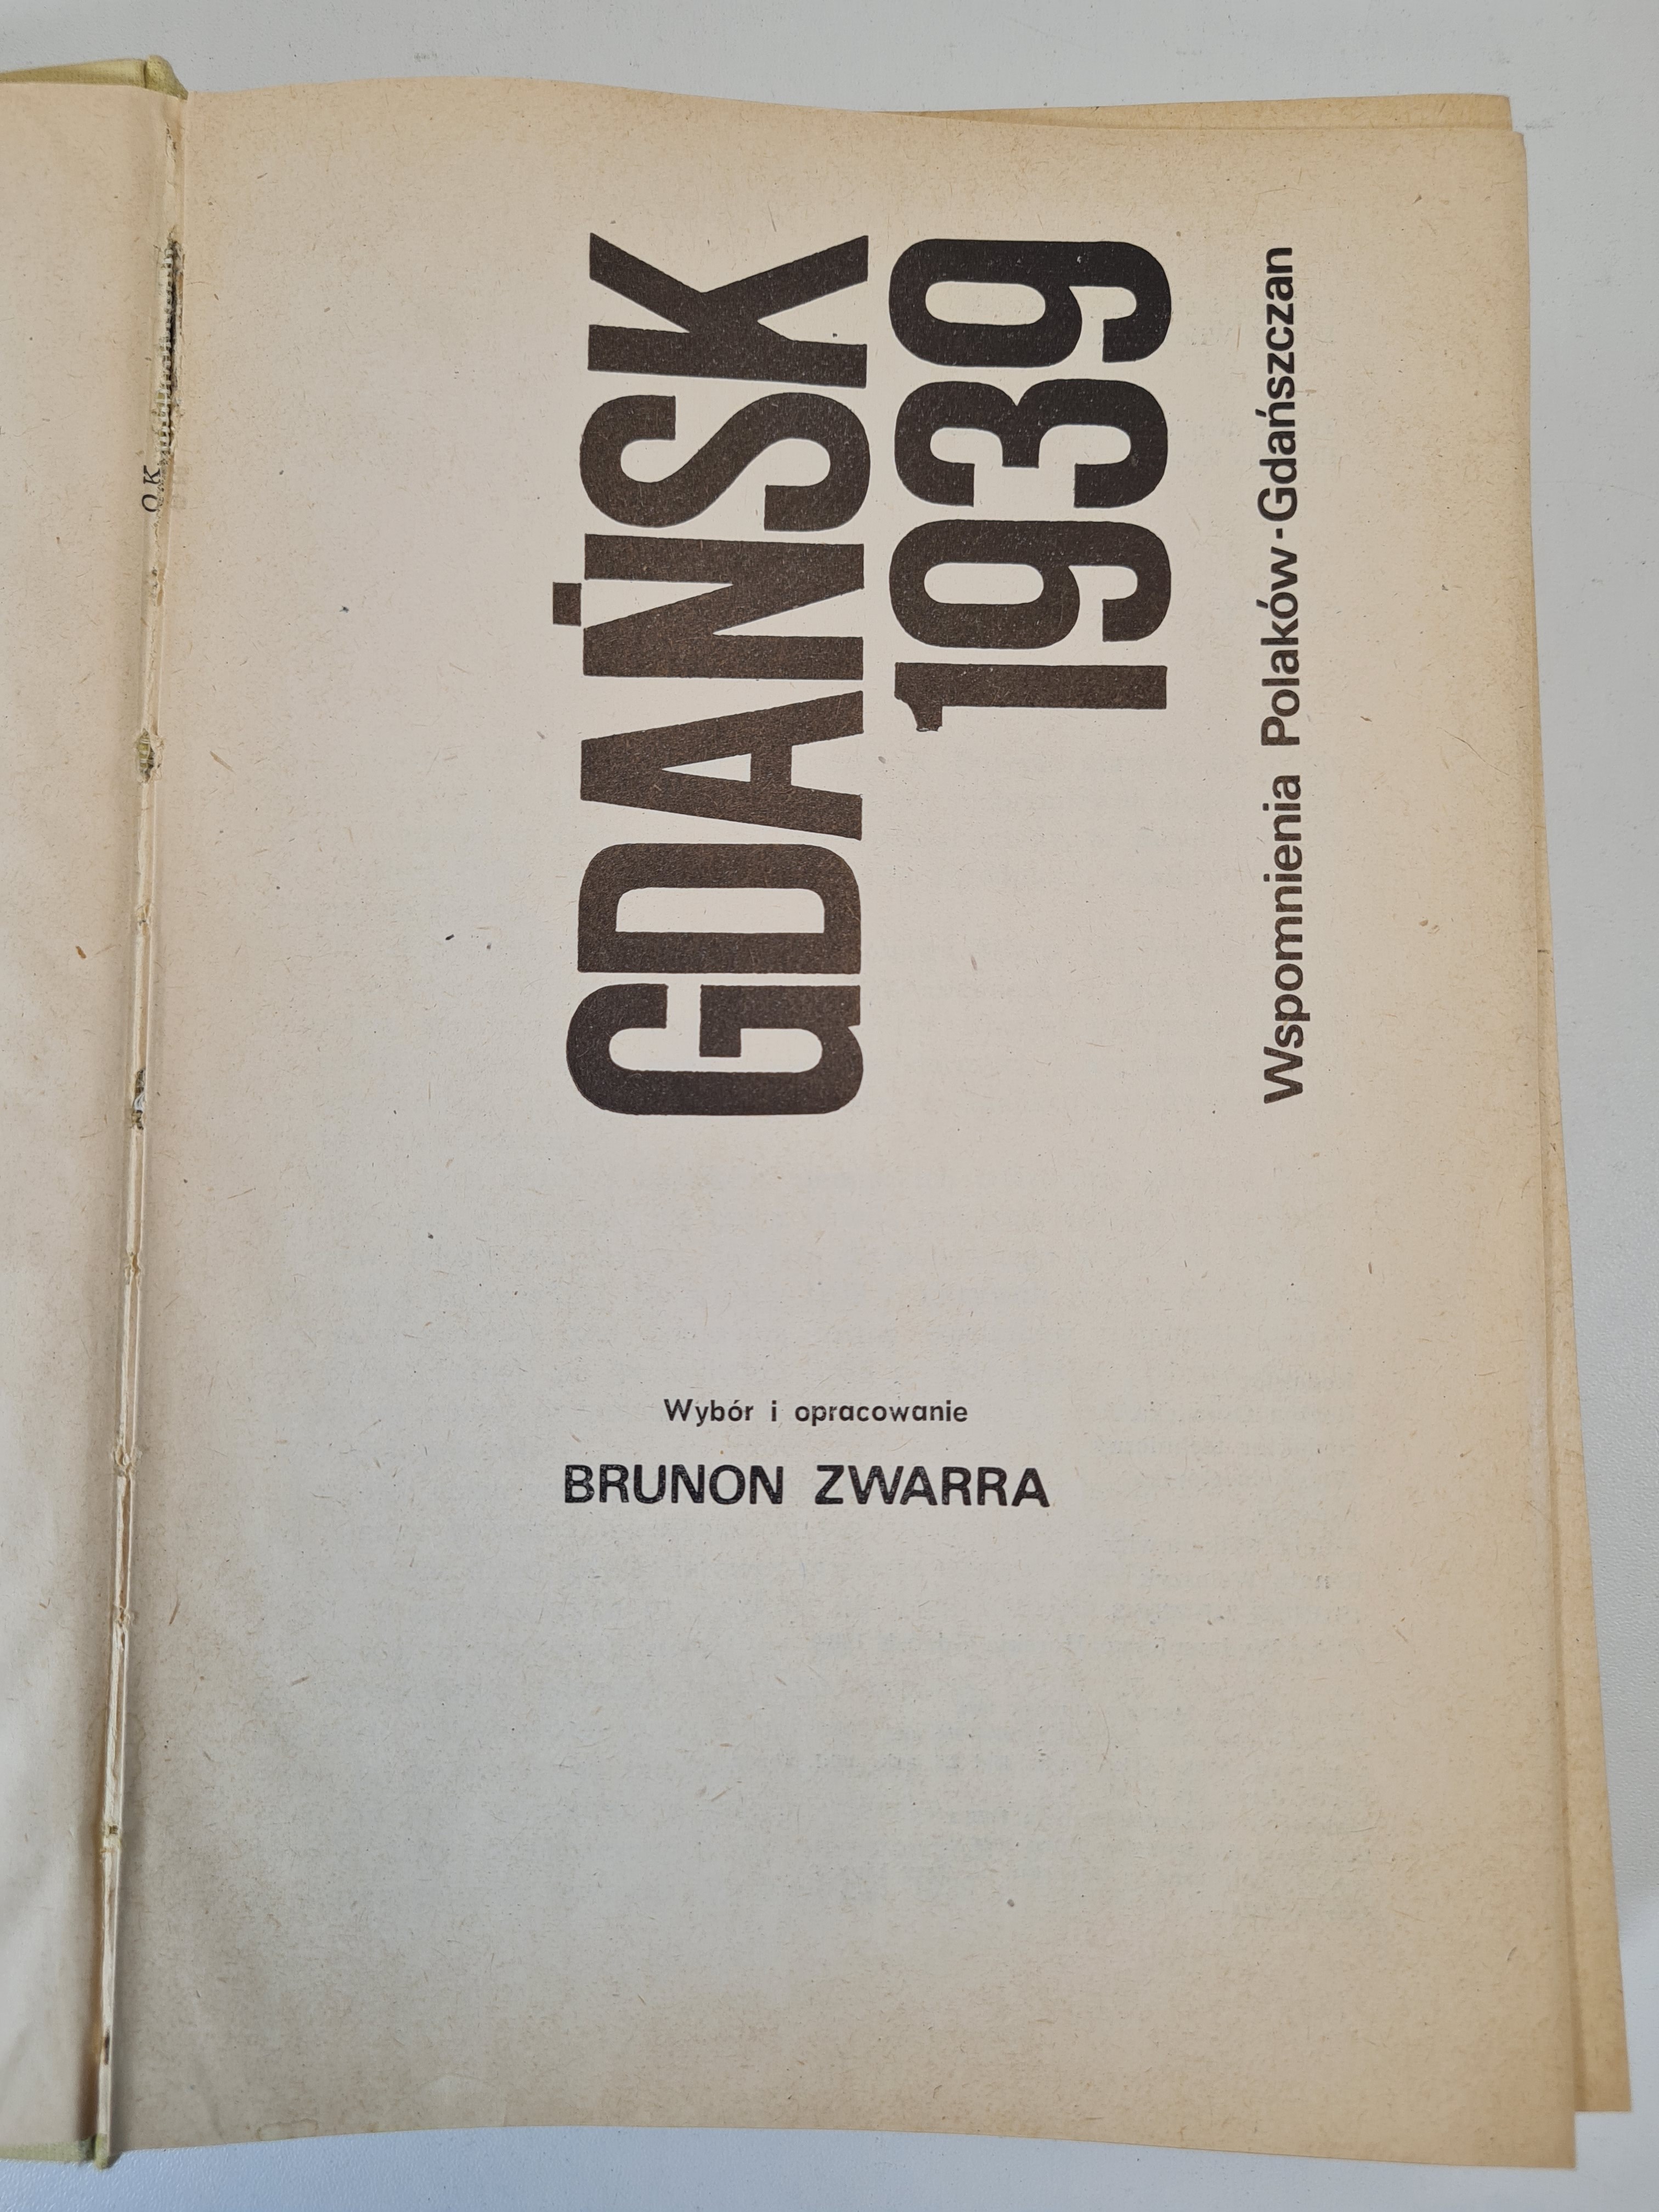 GDAŃSK
1939
Wspomnienia Polaków-Gdańszczan
Wybór i opracowanie
BRUNON ZWARRA